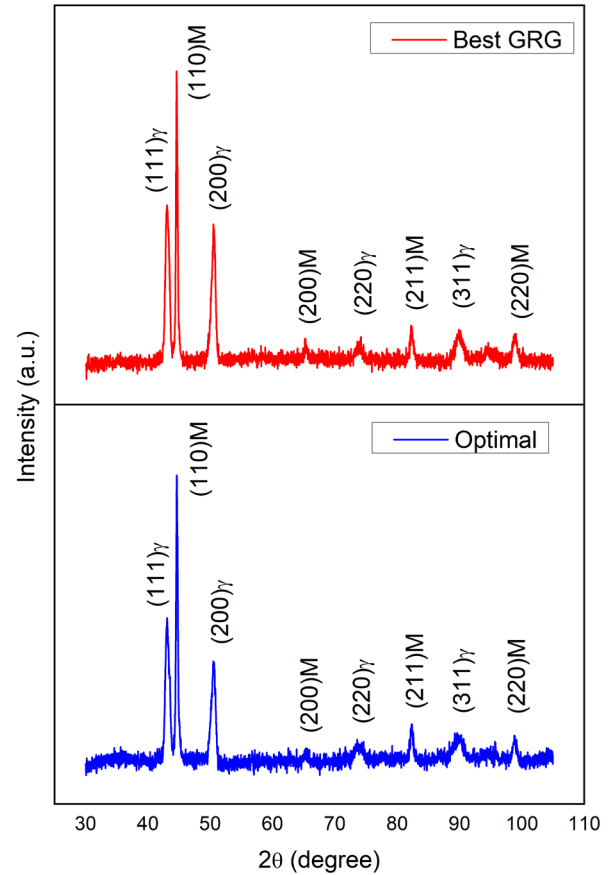 Best GRG
(111)γ
(110)M
(200)γ
(200)M
(220)γ
(211)M
(311)γ
(220)M
Intensity (a.u.)
Optimal
(111)γ
(110)M
(200)γ
(200)M
(220)γ
(211)M
(311)γ
(220)M
30 40 50 60 70 80 90 100 110
2θ (degree)